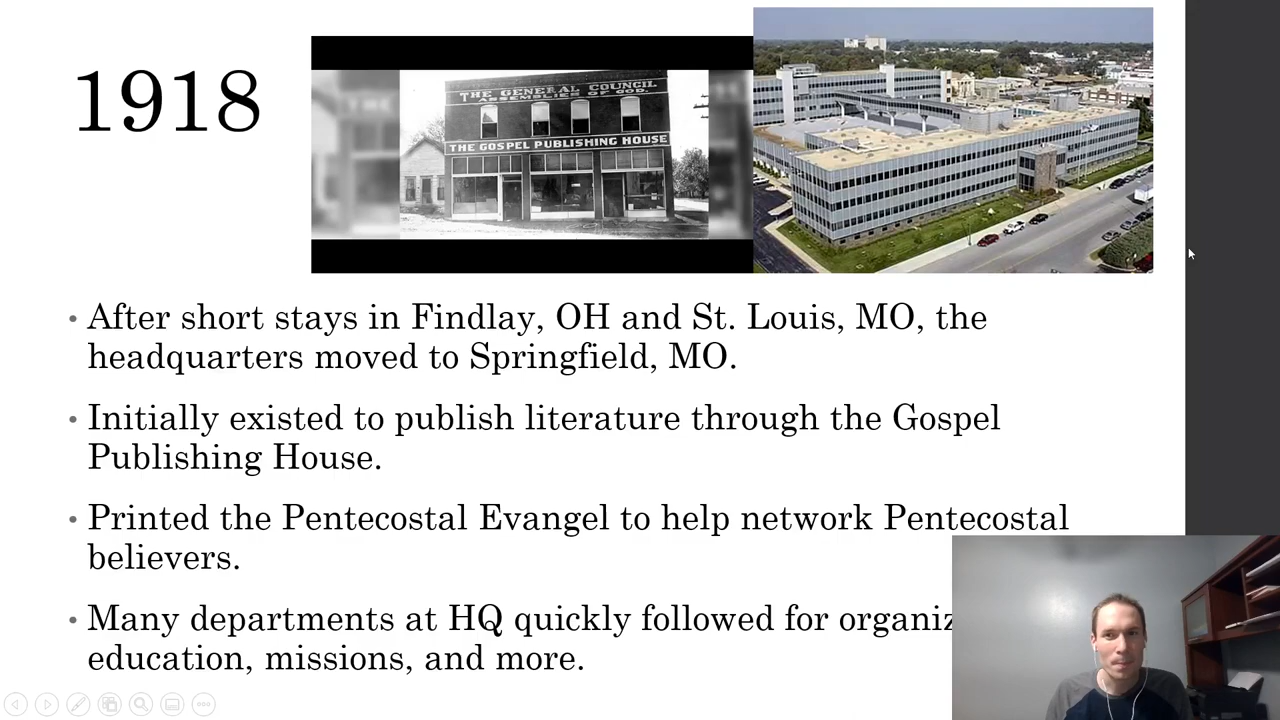 1918
THE GENERAL COUNCIL
ASSEMBLIES OF GOD.
THE GOSPEL PUBLISHING HOUSE
• After short stays in Findlay, OH and St. Louis, MO, the
headquarters moved to Springfield, MO.
• Initially existed to publish literature through the Gospel
Publishing House.
• Printed the Pentecostal Evangel to help network Pentecostal
believers.
• Many departments at HQ quickly followed for organiz
education, missions, and more.